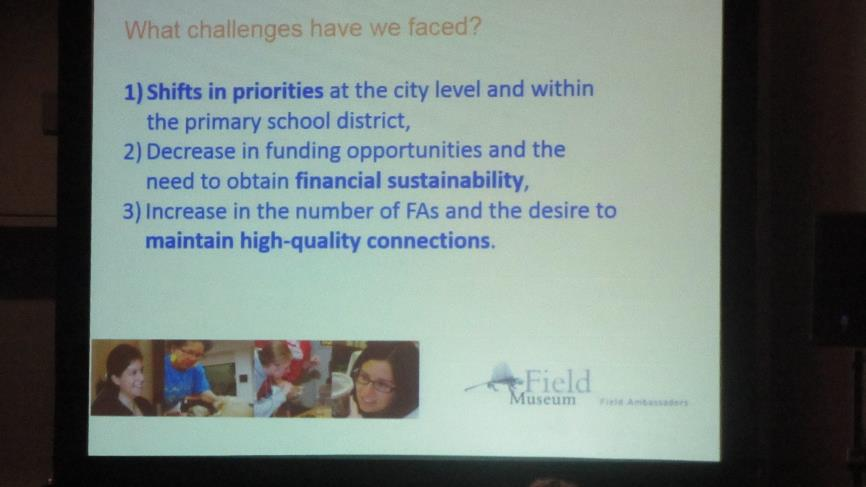 What challenges have we faced?
1) Shifts in priorities at the city level and within
the primary school district,
2) Decrease in funding opportunities and the
need to obtain financial sustainability,
3) Increase in the number of FAs and the desire to
maintain high-quality connections.
Field
Museum
Field Ambassadors